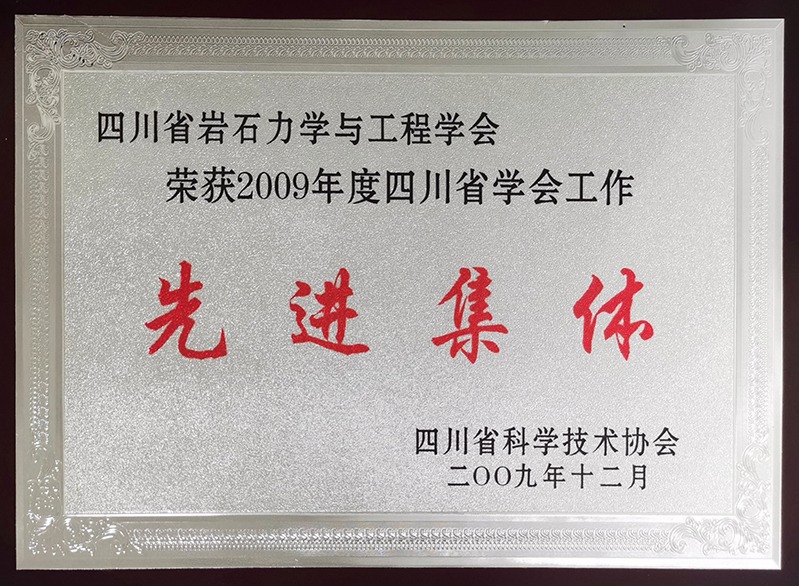 四川省岩石力学与工程学会
荣获2009年度四川省学会工作
先进集体
四川省科学技术协会
二〇〇九年十二月